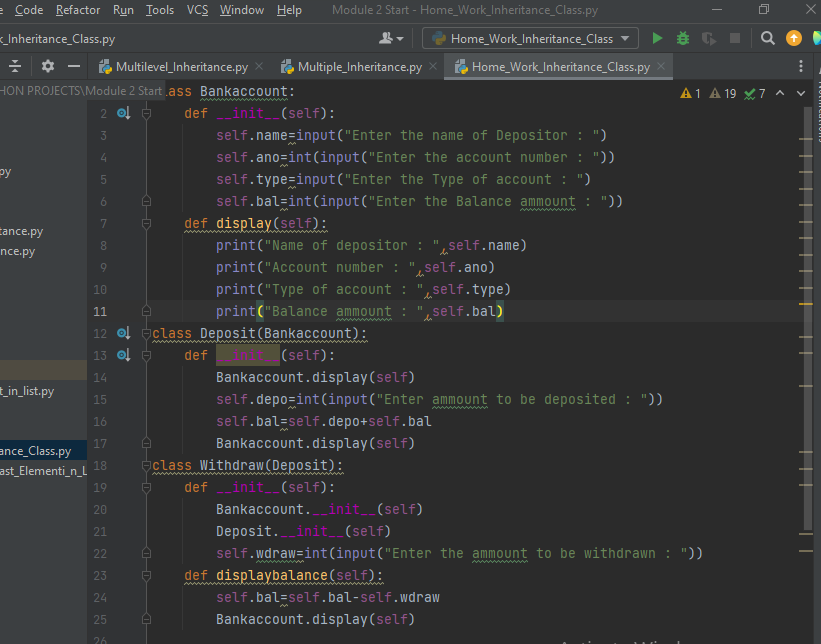 Code Refactor Run Tools VCS Window Help Module 2 Start - Home_Work_Inheritance_Class.py
k_Inheritance_Class.py Home_Work_Inheritance_Class
Multilevel_Inheritance.py Multiple_Inheritance.py Home_Work_Inheritance_Class.py
HON PROJECTS\Module 2 Start .ass Bankaccount: 1 19 7
2 def __init__(self):
3 self.name=input("Enter the name of Depositor : ")
4 self.ano=int(input("Enter the account number : "))
5 self.type=input("Enter the Type of account : ")
6 self.bal=int(input("Enter the Balance ammount : "))
7 def display(self):
8 print("Name of depositor : ",self.name)
9 print("Account number : ",self.ano)
10 print("Type of account : ",self.type)
11 print("Balance ammount : ",self.bal)
12 class Deposit(Bankaccount):
13 def __init__(self):
14 Bankaccount.display(self)
15 self.depo=int(input("Enter ammount to be deposited : "))
16 self.bal=self.depo+self.bal
17 Bankaccount.display(self)
18 class Withdraw(Deposit):
19 def __init__(self):
20 Bankaccount.__init__(self)
21 Deposit.__init__(self)
22 self.wdraw=int(input("Enter the ammount to be withdrawn : "))
23 def displaybalance(self):
24 self.bal=self.bal-self.wdraw
25 Bankaccount.display(self)
26
py
tance.py
nce.py
t_in_list.py
ance_Class.py
ast_Elementi_n_L